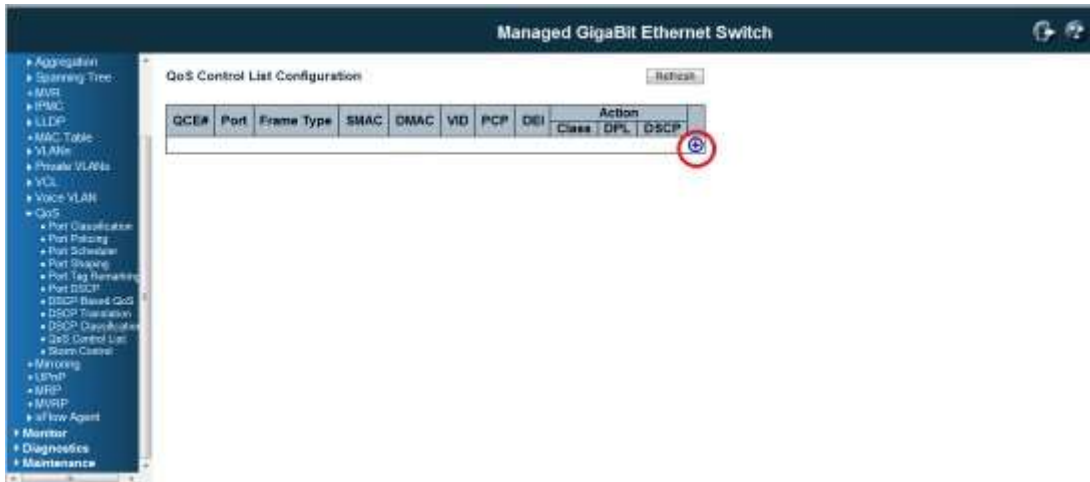 Managed GigaBit Ethernet Switch
Aggregation
Spanning Tree
MVR
IPMC
LLDP
MAC Table
VLANs
Private VLANs
VCL
Voice VLAN
QoS
Port Classification
Port Policing
Port Scheduler
Port Shaping
Port Tag Remarking
Port DSCP
DSCP Based QoS
DSCP Translation
DSCP Classification
QoS Control List
Storm Control
Mirroring
UPnP
MRP
MVRP
sFlow Agent
Monitor
Diagnostics
Maintenance
QoS Control List Configuration
Refresh
QCE# Port Frame Type SMAC DMAC VID PCP DEI Action
Class DPL DSCP